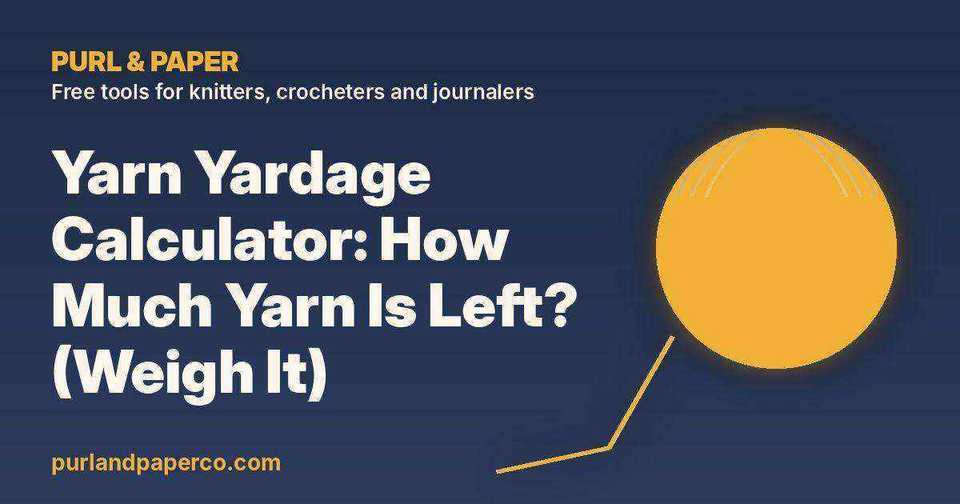 PURL & PAPER
Free tools for knitters, crocheters and journalers
Yarn Yardage
Calculator: How
Much Yarn Is Left?
(Weigh It)
purlandpaperco.com